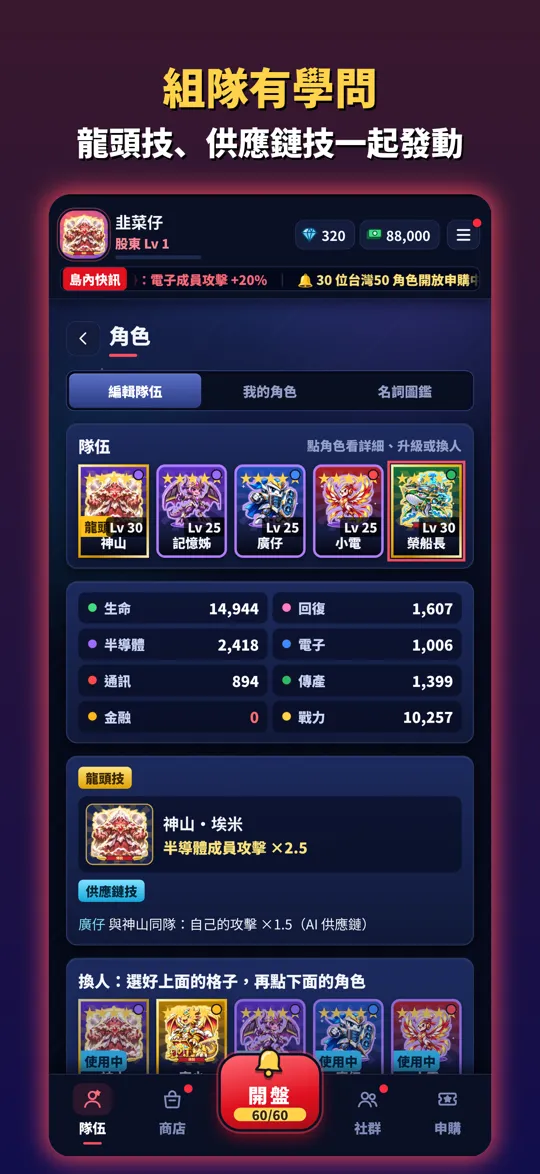 組隊有學問
龍頭技、供應鏈技一起發動
韭菜仔
股東 Lv 1
320
88,000
島內快訊
：電子成員攻擊 +20%
30 位台灣50 角色開放申購中
角色
編輯隊伍
我的角色
名詞圖鑑
隊伍
點角色看詳細、升級或換人
龍頭 Lv 30
神山
Lv 25
記憶姊
Lv 25
廣仔
Lv 25
小電
Lv 30
榮船長
生命 14,944
回復 1,607
半導體 2,418
電子 1,006
通訊 894
傳產 1,399
金融 0
戰力 10,257
龍頭技
神山・埃米
半導體成員攻擊 ×2.5
供應鏈技
廣仔 與神山同隊：自己的攻擊 ×1.5（AI 供應鏈）
換人：選好上面的格子，再點下面的角色
使用中
使用中
使用中
開盤
60/60
隊伍
商店
社群
申購